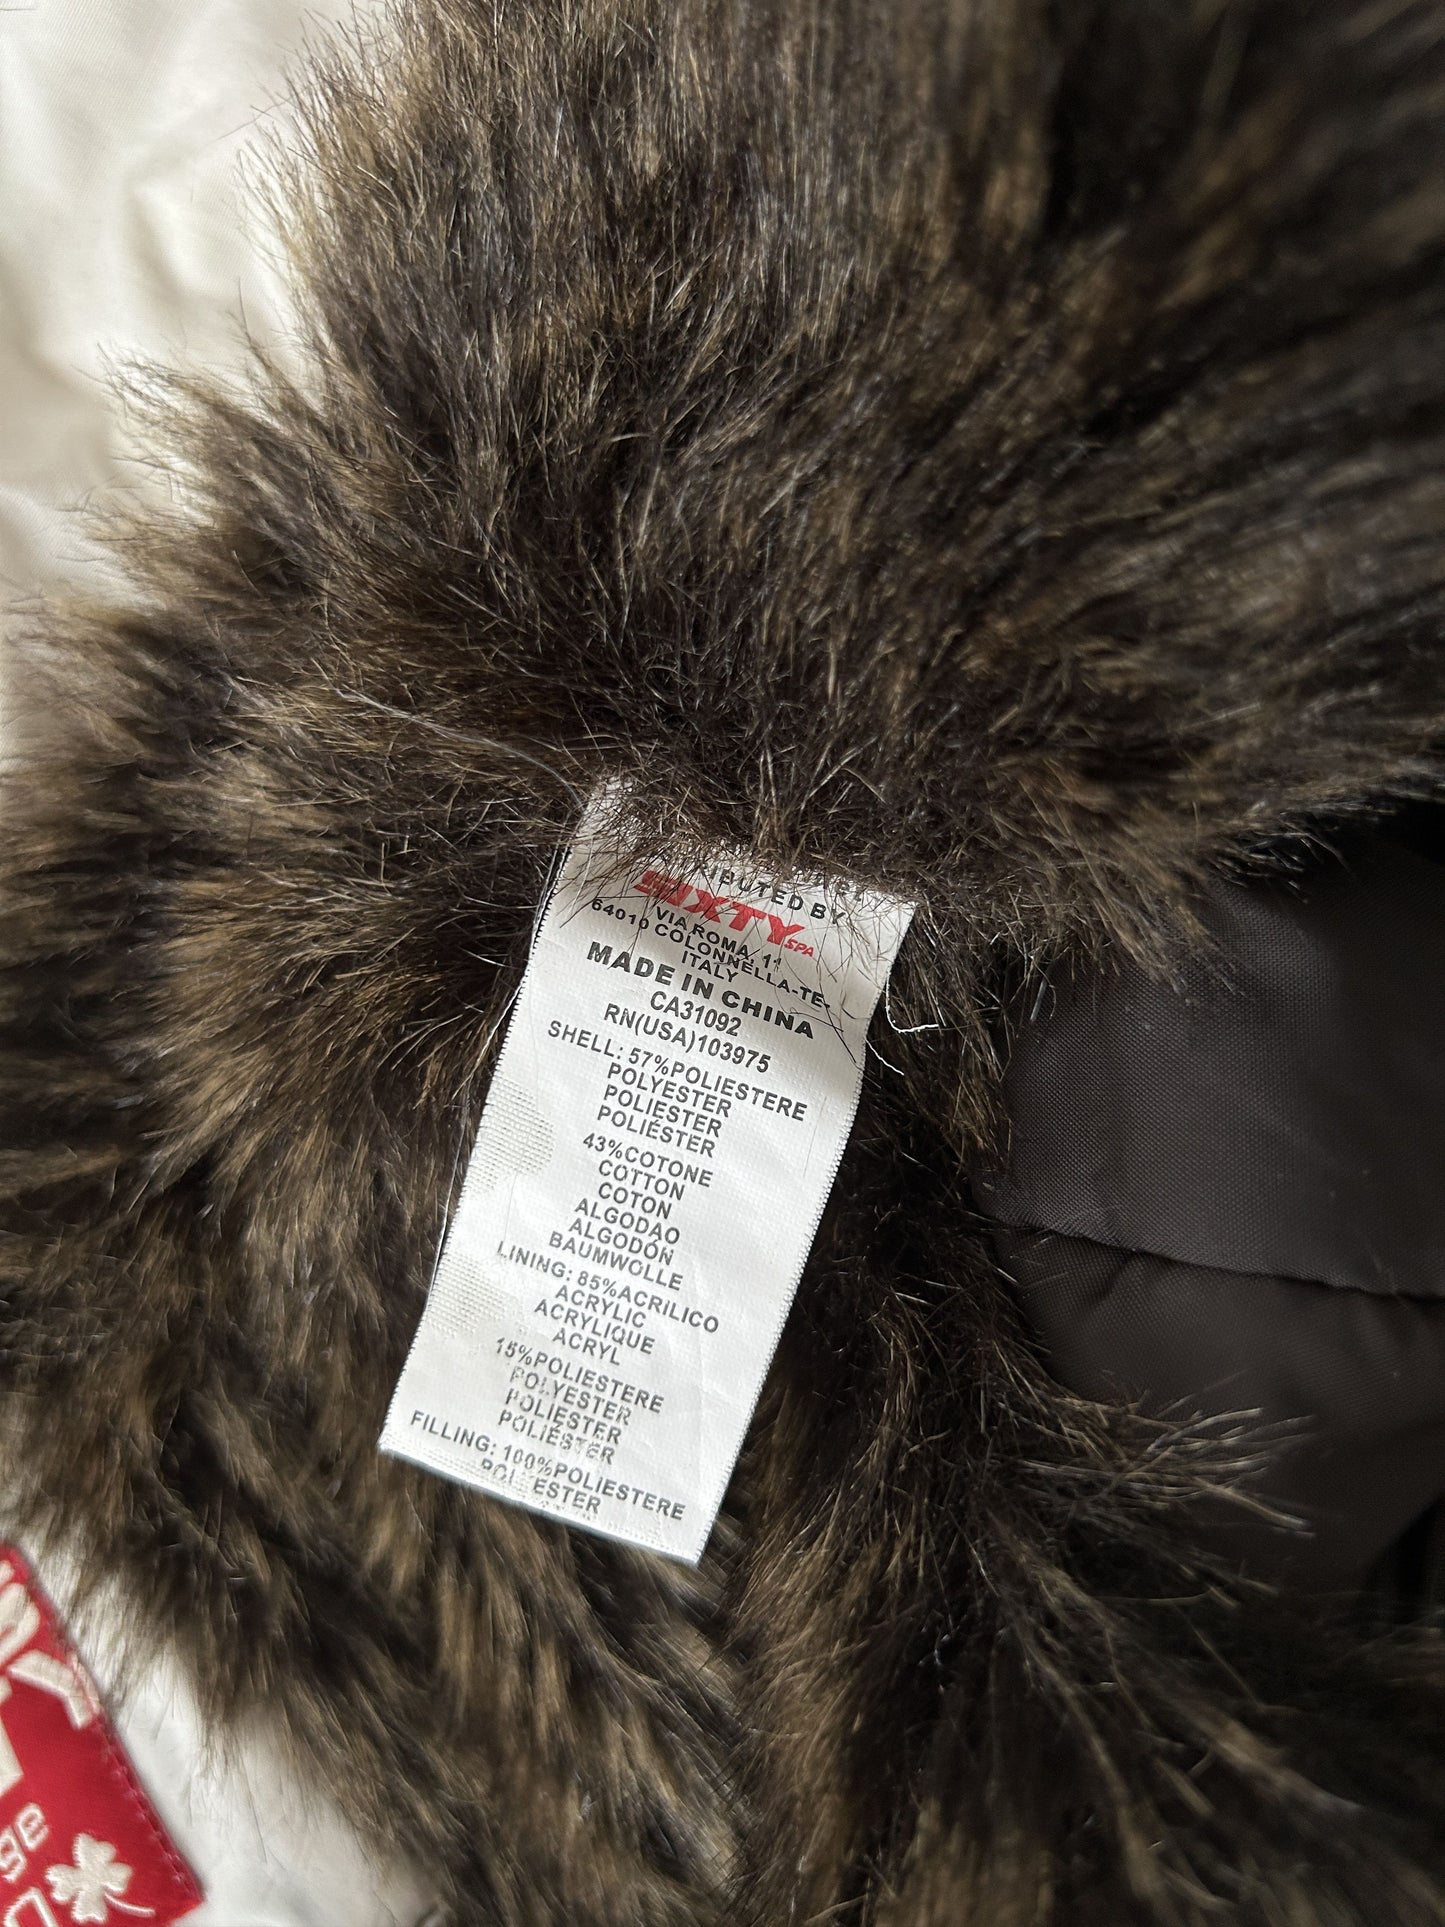 BUTED BY
SIXTY SPA
VIA ROMA, 11
64010 COLONNELLA-TE-
ITALY
MADE IN CHINA
CA31092
RN(USA)103975
SHELL: 57%POLIESTERE
POLYESTER
POLIESTER
POLIÉSTER
43%COTONE
COTTON
COTON
ALGODAO
ALGODÓN
BAUMWOLLE
LINING: 85%ACRILICO
ACRYLIC
ACRYLIQUE
ACRYL
15%POLIESTERE
POLYESTER
POLIESTER
POLIÉSTER
FILLING: 100%POLIESTERE
POLYESTER